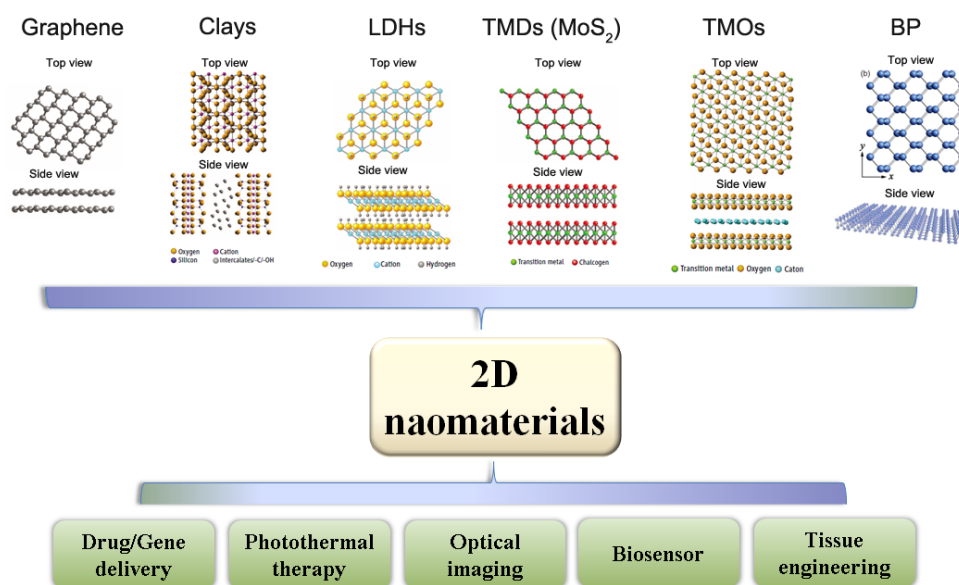 Graphene
Clays
LDHs
TMDs (MoS2)
TMOs
BP
Top view
Top view
Top view
Top view
Top view
Top view
(b)
y
x
Side view
Side view
Side view
Side view
Side view
Side view
Oxygen Cation
Silicon Intercalates/-C/-OH
Oxygen Cation Hydrogen
Transition metal Chalcogen
Transition metal Oxygen Caton
2D
naomaterials
Drug/Gene
delivery
Photothermal
therapy
Optical
imaging
Biosensor
Tissue
engineering